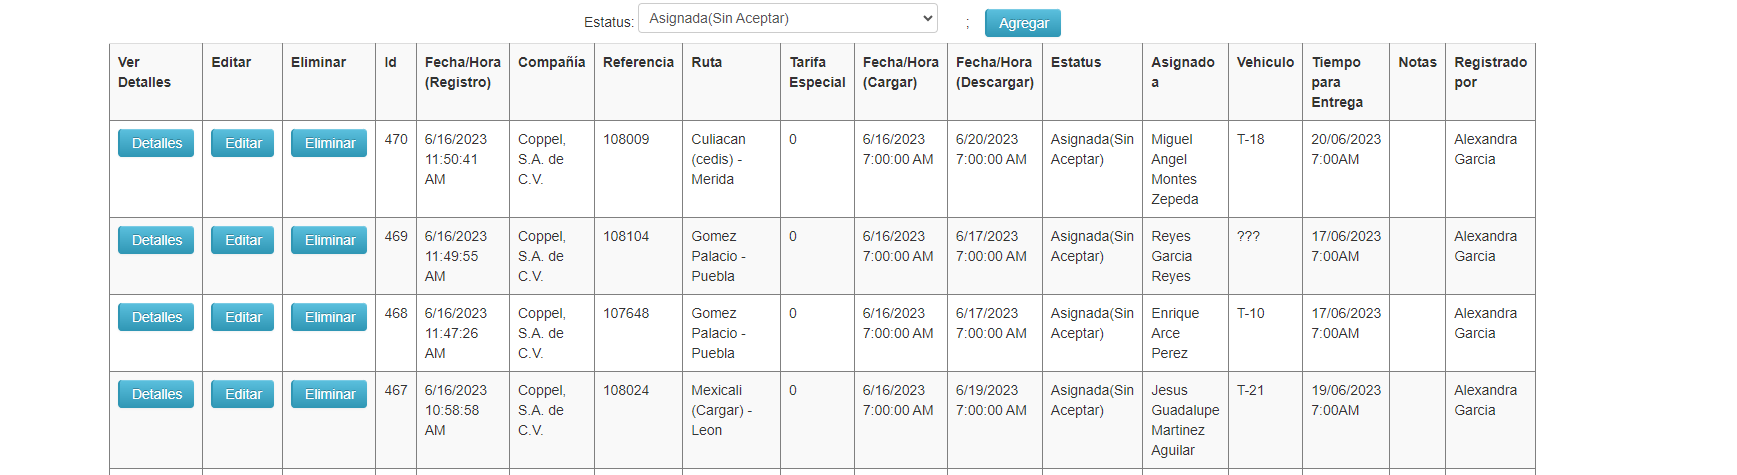 Estatus: Asignada(Sin Aceptar) ; Agregar
Ver Detalles Editar Eliminar Id Fecha/Hora (Registro) Compañía Referencia Ruta Tarifa Especial Fecha/Hora (Cargar) Fecha/Hora (Descargar) Estatus Asignado a Vehiculo Tiempo para Entrega Notas Registrado por
Detalles Editar Eliminar 470 6/16/2023 11:50:41 AM Coppel, S.A. de C.V. 108009 Culiacan (cedis) - Merida 0 6/16/2023 7:00:00 AM 6/20/2023 7:00:00 AM Asignada(Sin Aceptar) Miguel Angel Montes Zepeda T-18 20/06/2023 7:00AM Alexandra Garcia
Detalles Editar Eliminar 469 6/16/2023 11:49:55 AM Coppel, S.A. de C.V. 108104 Gomez Palacio - Puebla 0 6/16/2023 7:00:00 AM 6/17/2023 7:00:00 AM Asignada(Sin Aceptar) Reyes Garcia Reyes ??? 17/06/2023 7:00AM Alexandra Garcia
Detalles Editar Eliminar 468 6/16/2023 11:47:26 AM Coppel, S.A. de C.V. 107648 Gomez Palacio - Puebla 0 6/16/2023 7:00:00 AM 6/17/2023 7:00:00 AM Asignada(Sin Aceptar) Enrique Arce Perez T-10 17/06/2023 7:00AM Alexandra Garcia
Detalles Editar Eliminar 467 6/16/2023 10:58:58 AM Coppel, S.A. de C.V. 108024 Mexicali (Cargar) - Leon 0 6/16/2023 7:00:00 AM 6/19/2023 7:00:00 AM Asignada(Sin Aceptar) Jesus Guadalupe Martinez Aguilar T-21 19/06/2023 7:00AM Alexandra Garcia